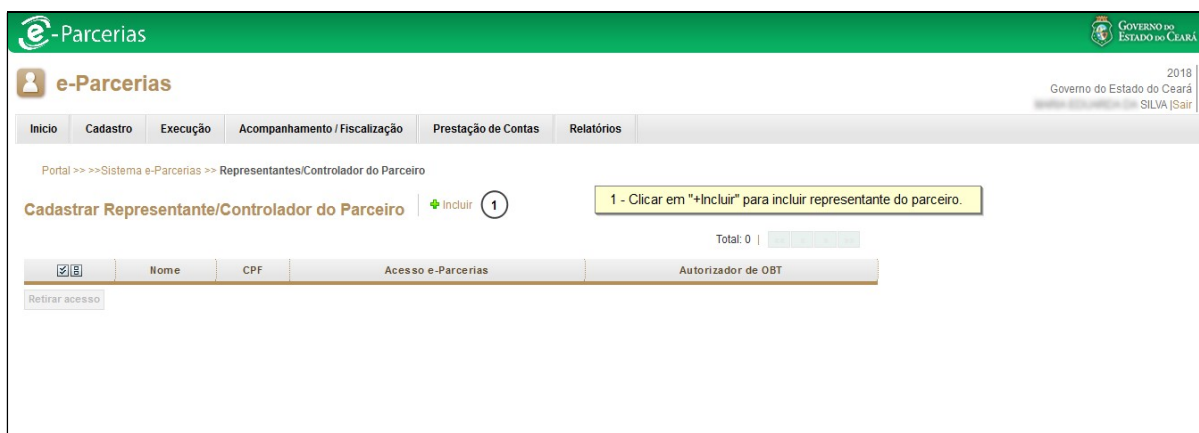 e-Parcerias
GOVERNO DO
ESTADO DO CEARÁ
e-Parcerias
2018
Governo do Estado do Ceará
SILVA |Sair
Inicio Cadastro Execução Acompanhamento / Fiscalização Prestação de Contas Relatórios
Portal >> >>Sistema e-Parcerias >> Representantes/Controlador do Parceiro
Cadastrar Representante/Controlador do Parceiro Incluir 1
1 - Clicar em "+Incluir" para incluir representante do parceiro.
Total: 0 |
Nome CPF Acesso e-Parcerias Autorizador de OBT
Retirar acesso